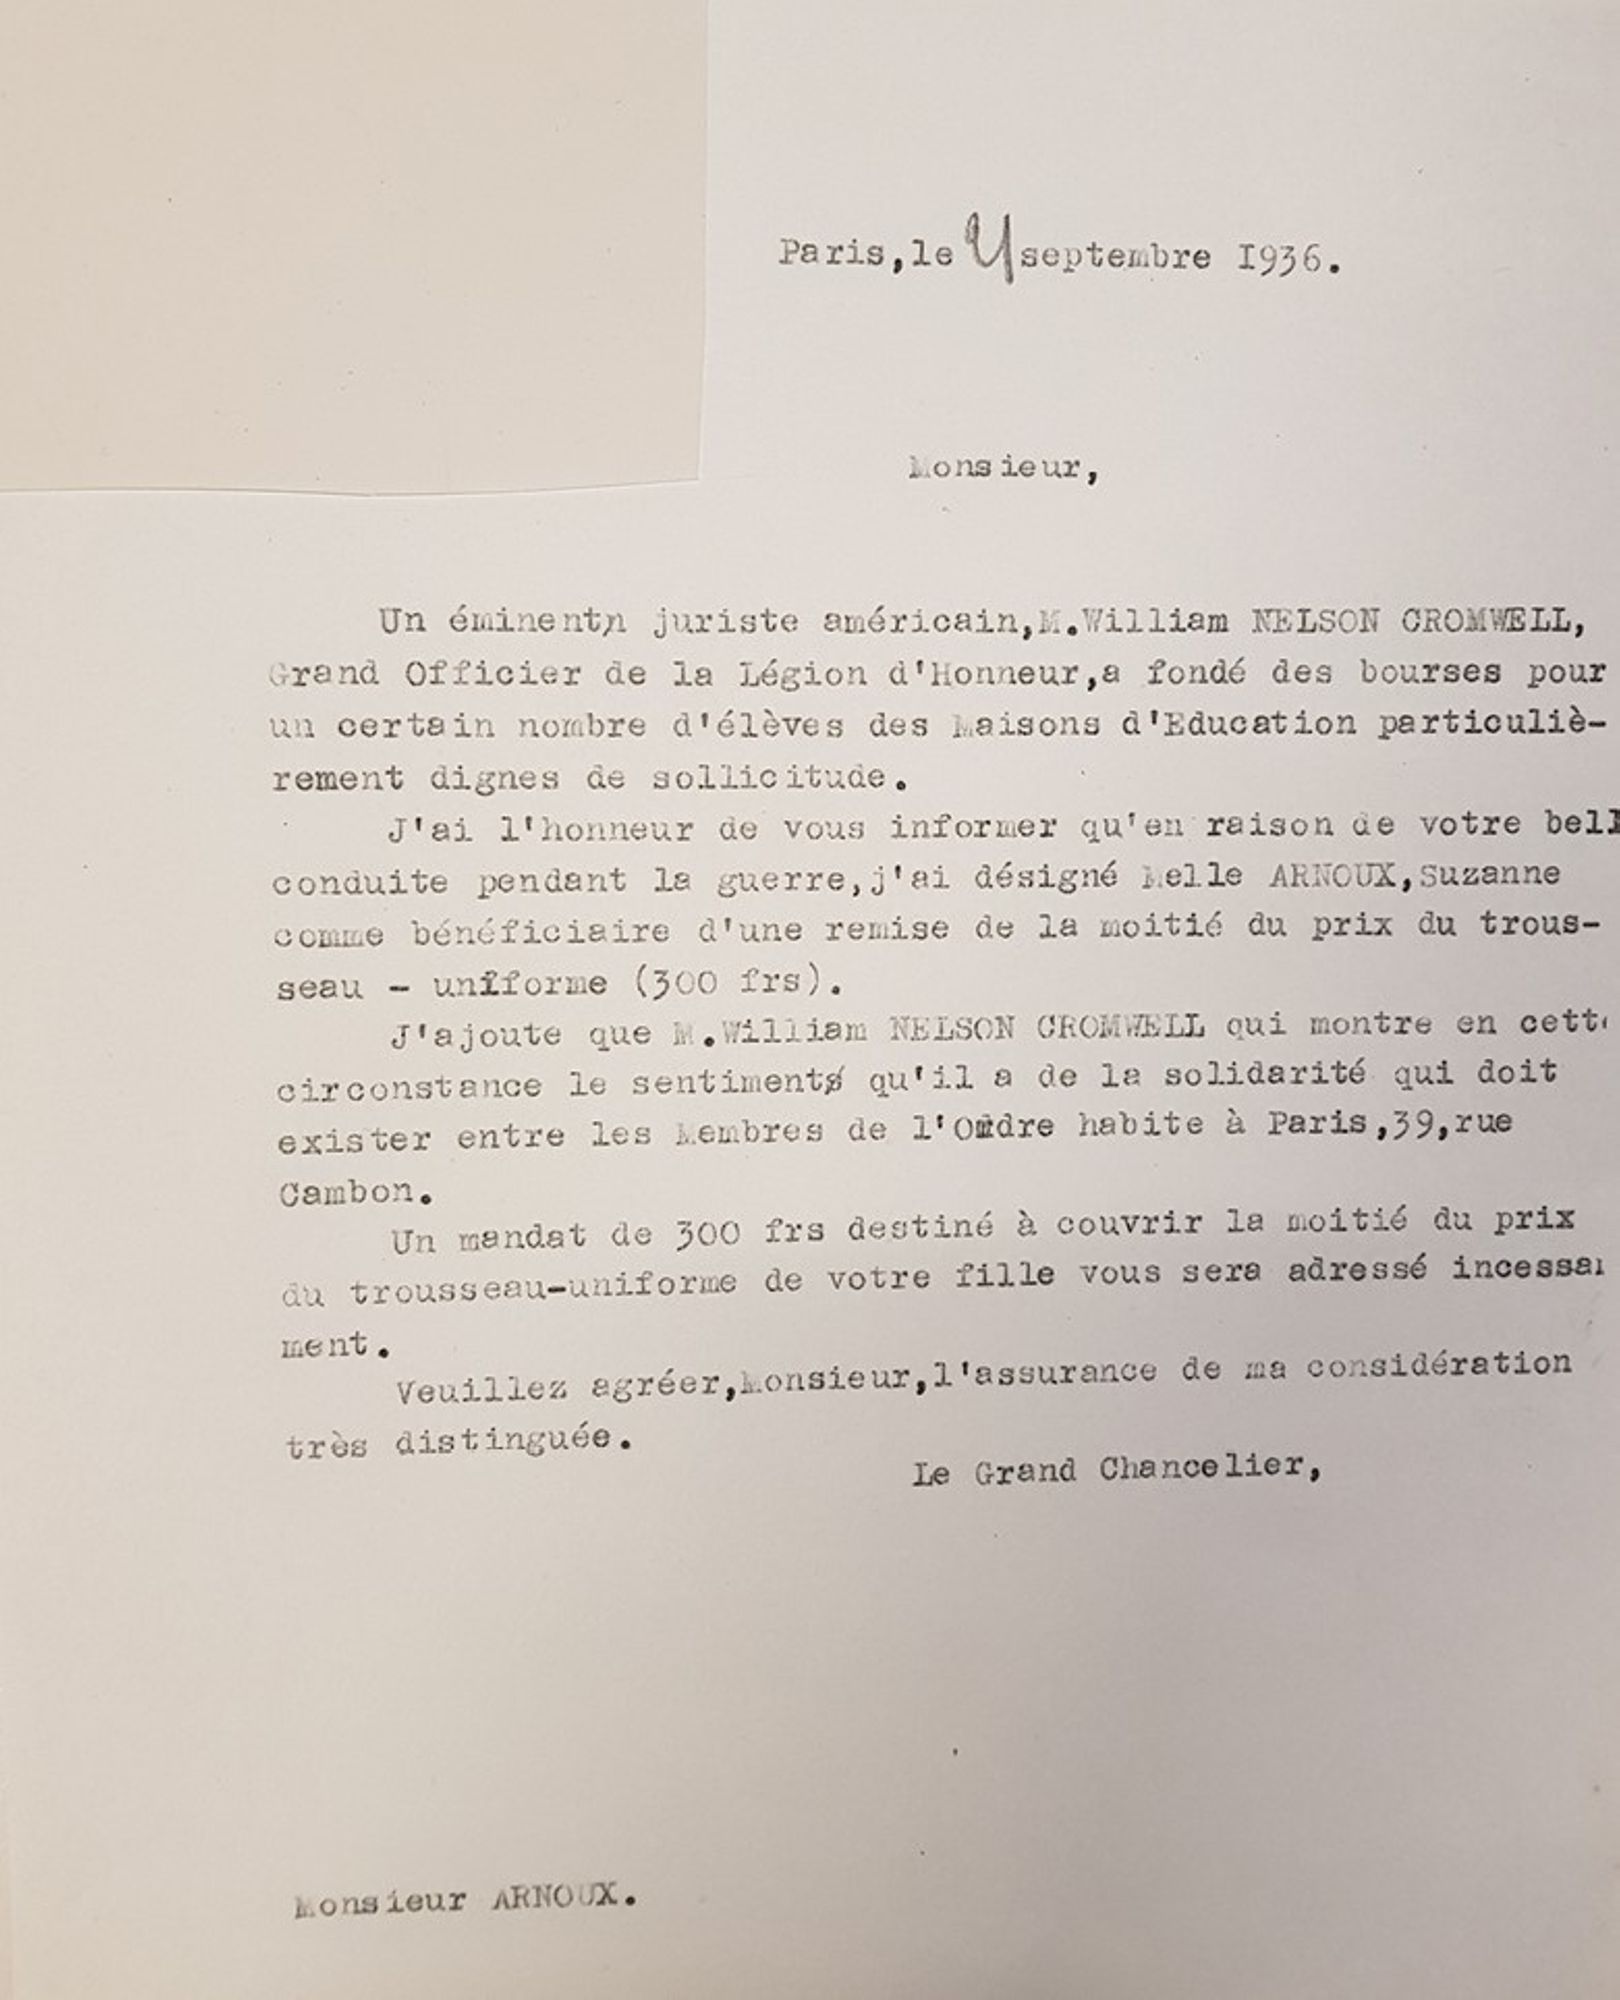 Paris,le septembre 1936.
Monsieur,
Un éminent juriste américain,M.William NELSON CROMWELL,
Grand Officier de la Légion d'Honneur,a fondé des bourses pour
un certain nombre d'élèves des Maisons d'Education particuliè-
rement dignes de sollicitude.
J'ai l'honneur de vous informer qu'en raison de votre bell
conduite pendant la guerre,j'ai désigné Melle ARNOUX,Suzanne
comme bénéficiaire d'une remise de la moitié du prix du trous-
seau - uniforme (300 frs).
J'ajoute que M.William NELSON CROMWELL qui montre en cette
circonstance le sentiment qu'il a de la solidarité qui doit
exister entre les Membres de l'Ordre habite à Paris,39,rue
Cambon.
Un mandat de 300 frs destiné à couvrir la moitié du prix
du trousseau-uniforme de votre fille vous sera adressé incessa
ment.
Veuillez agréer,Monsieur,l'assurance de ma considération
très distinguée.
Le Grand Chancelier,
Monsieur ARNOUX.